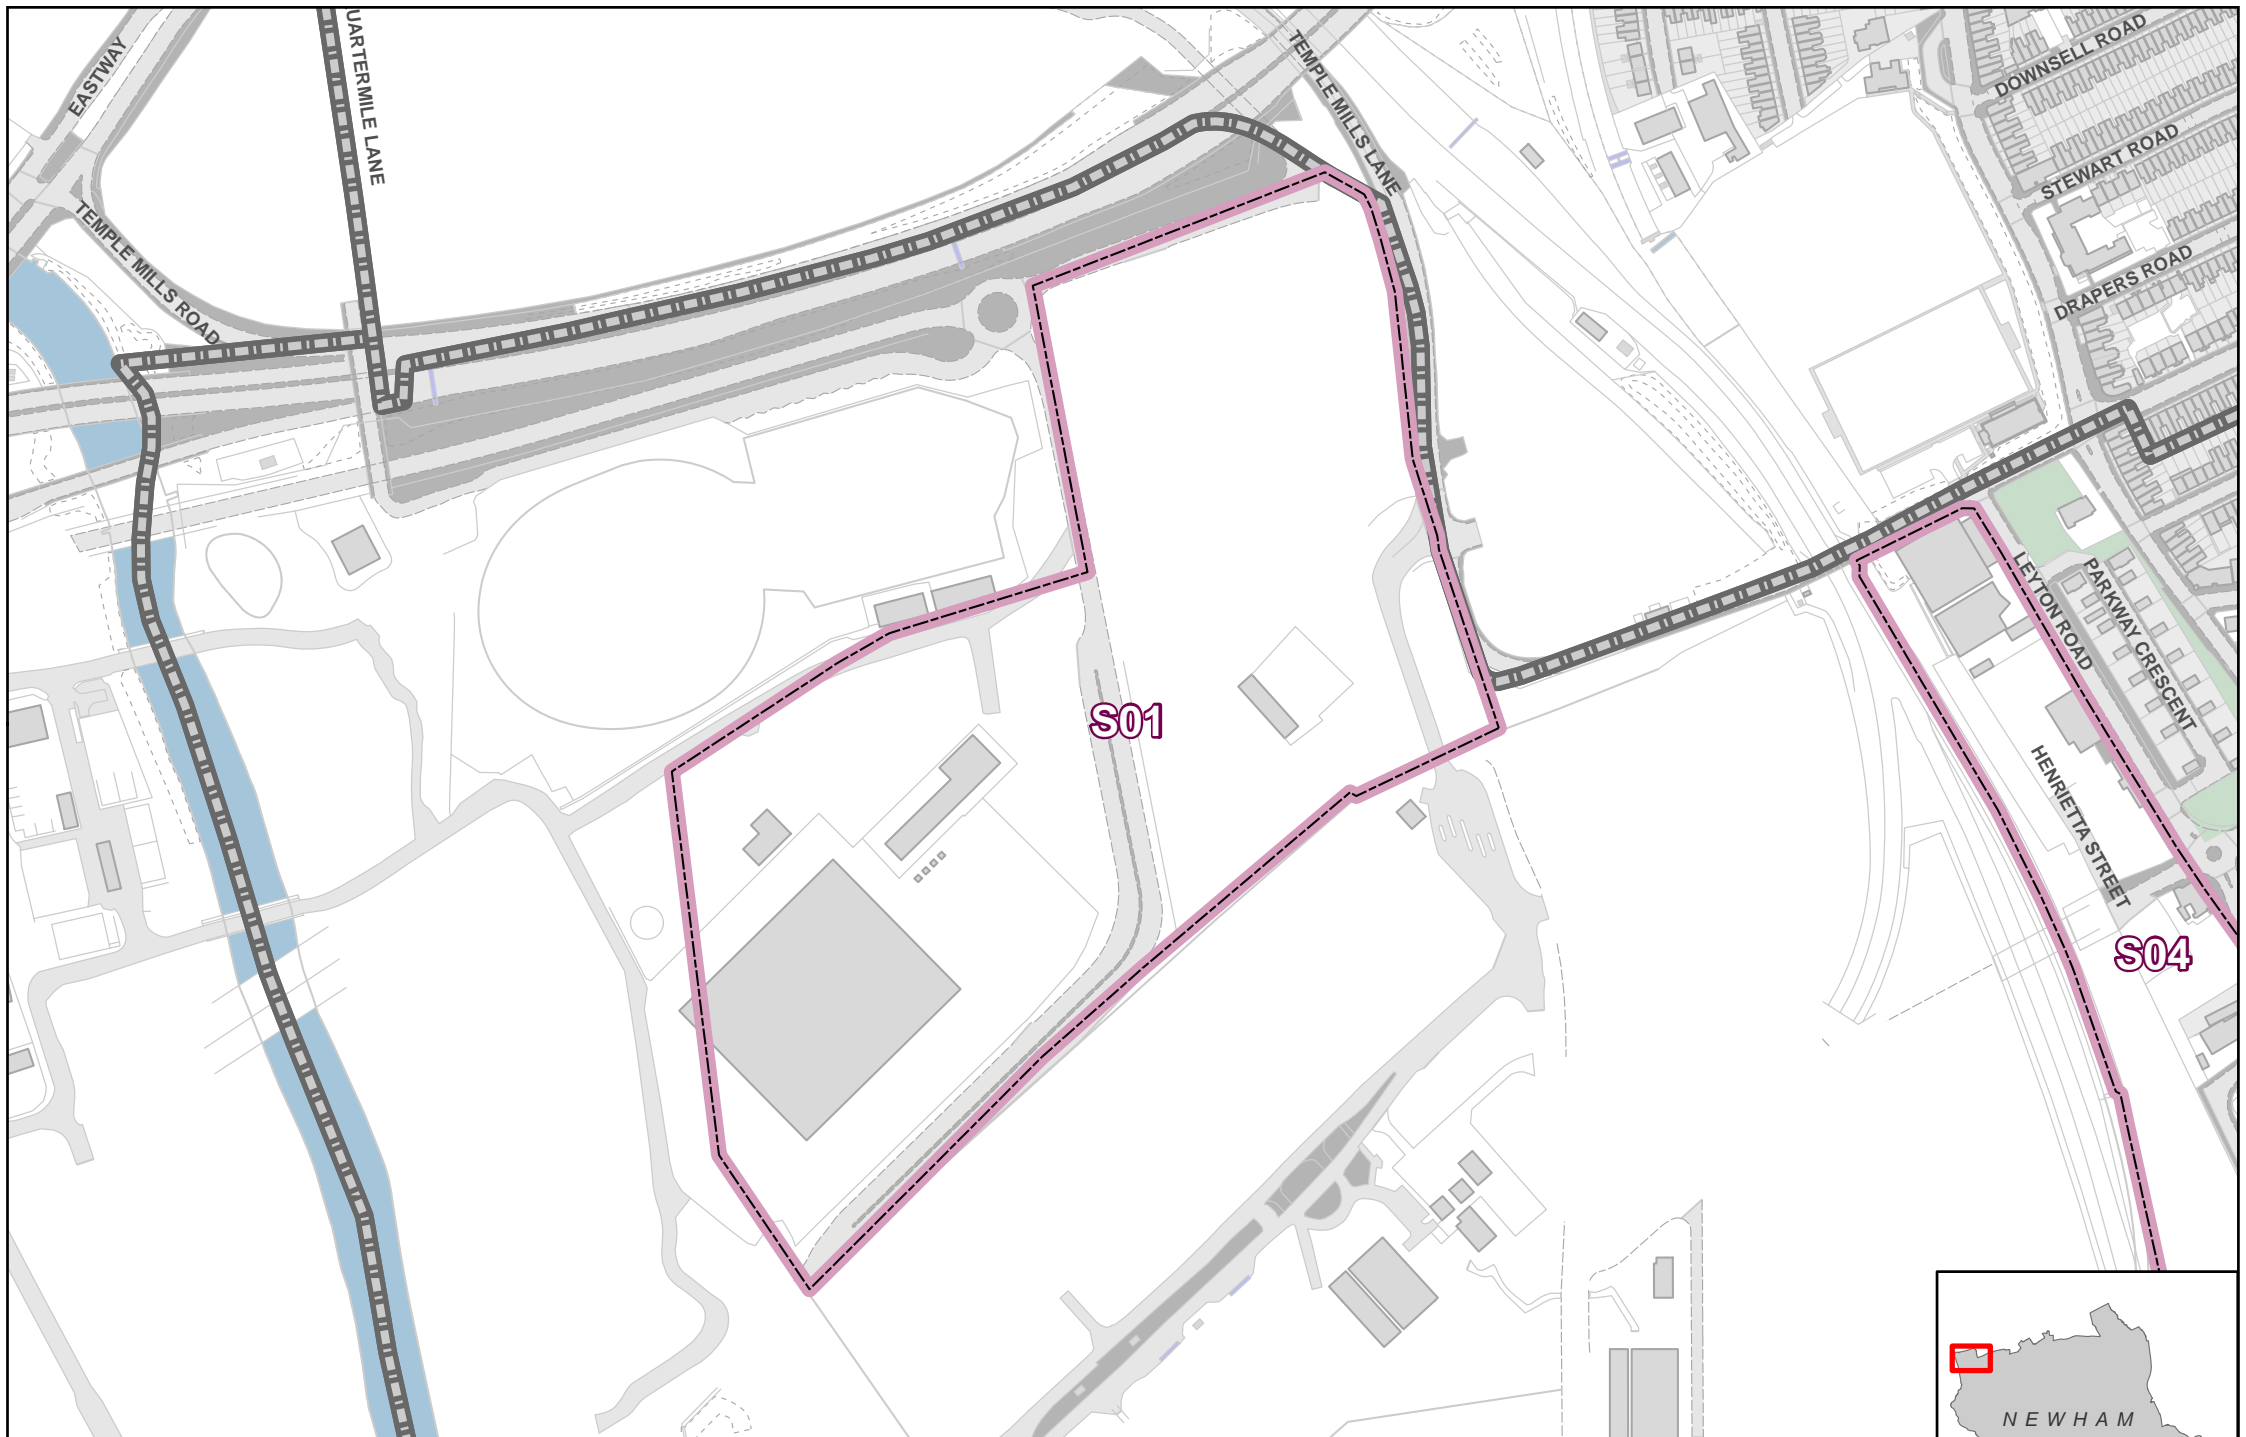 EASTWAY
UARTERMILE LANE
TEMPLE MILLS LANE
DOWNSELL ROAD
STEWART ROAD
TEMPLE MILLS ROAD
DRAPERS ROAD
LEYTON ROAD
PARKWAY CRESCENT
S01
HENRIETTA STREET
S04
NEWHAM